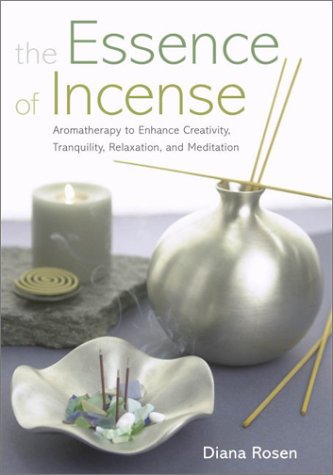 the Essence
of Incense
Aromatherapy to Enhance Creativity,
Tranquility, Relaxation, and Meditation
Diana Rosen